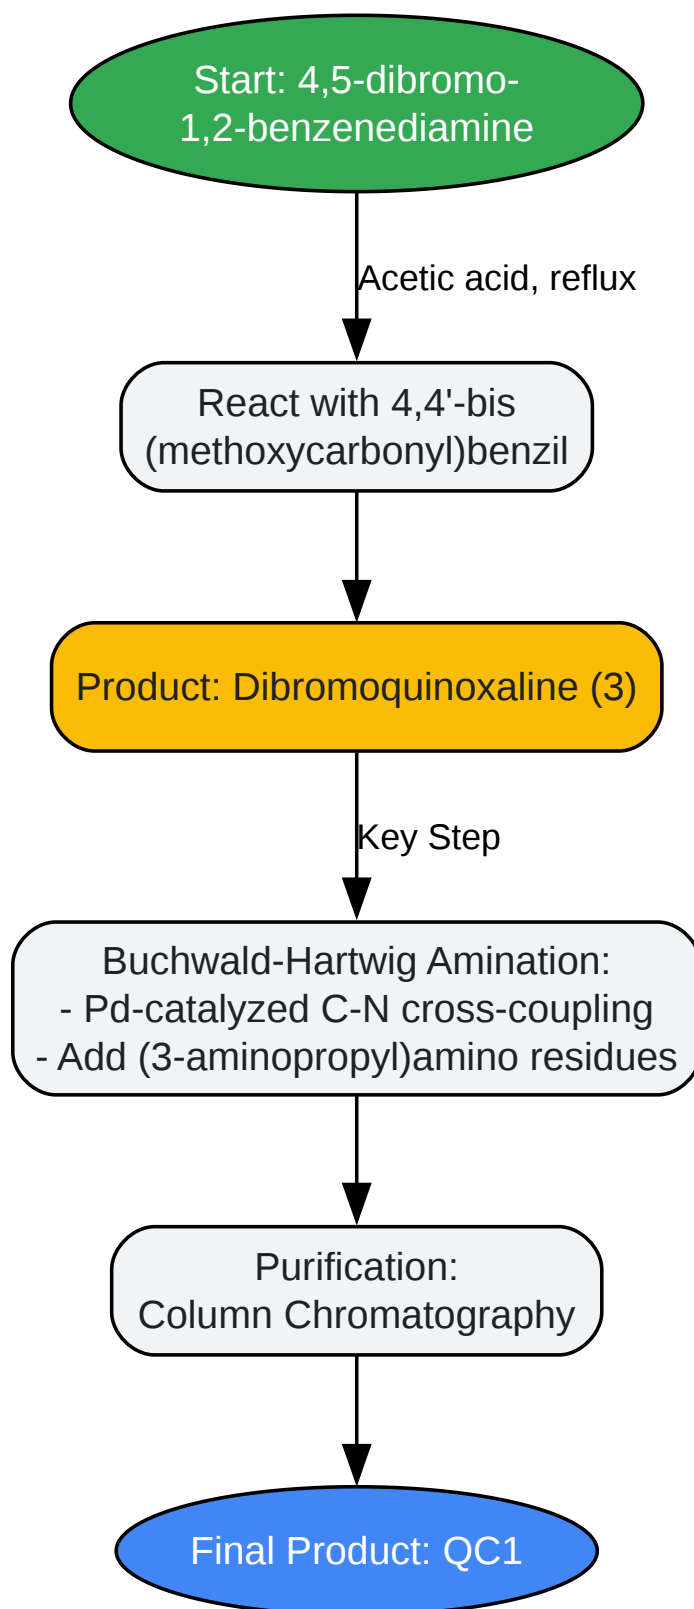 Start: 4,5-dibromo-
1,2-benzenediamine
Acetic acid, reflux
React with 4,4'-bis
(methoxycarbonyl)benzil
Product: Dibromoquinoxaline (3)
Key Step
Buchwald-Hartwig Amination:
- Pd-catalyzed C-N cross-coupling
- Add (3-aminopropyl)amino residues
Purification:
Column Chromatography
Final Product: QC1